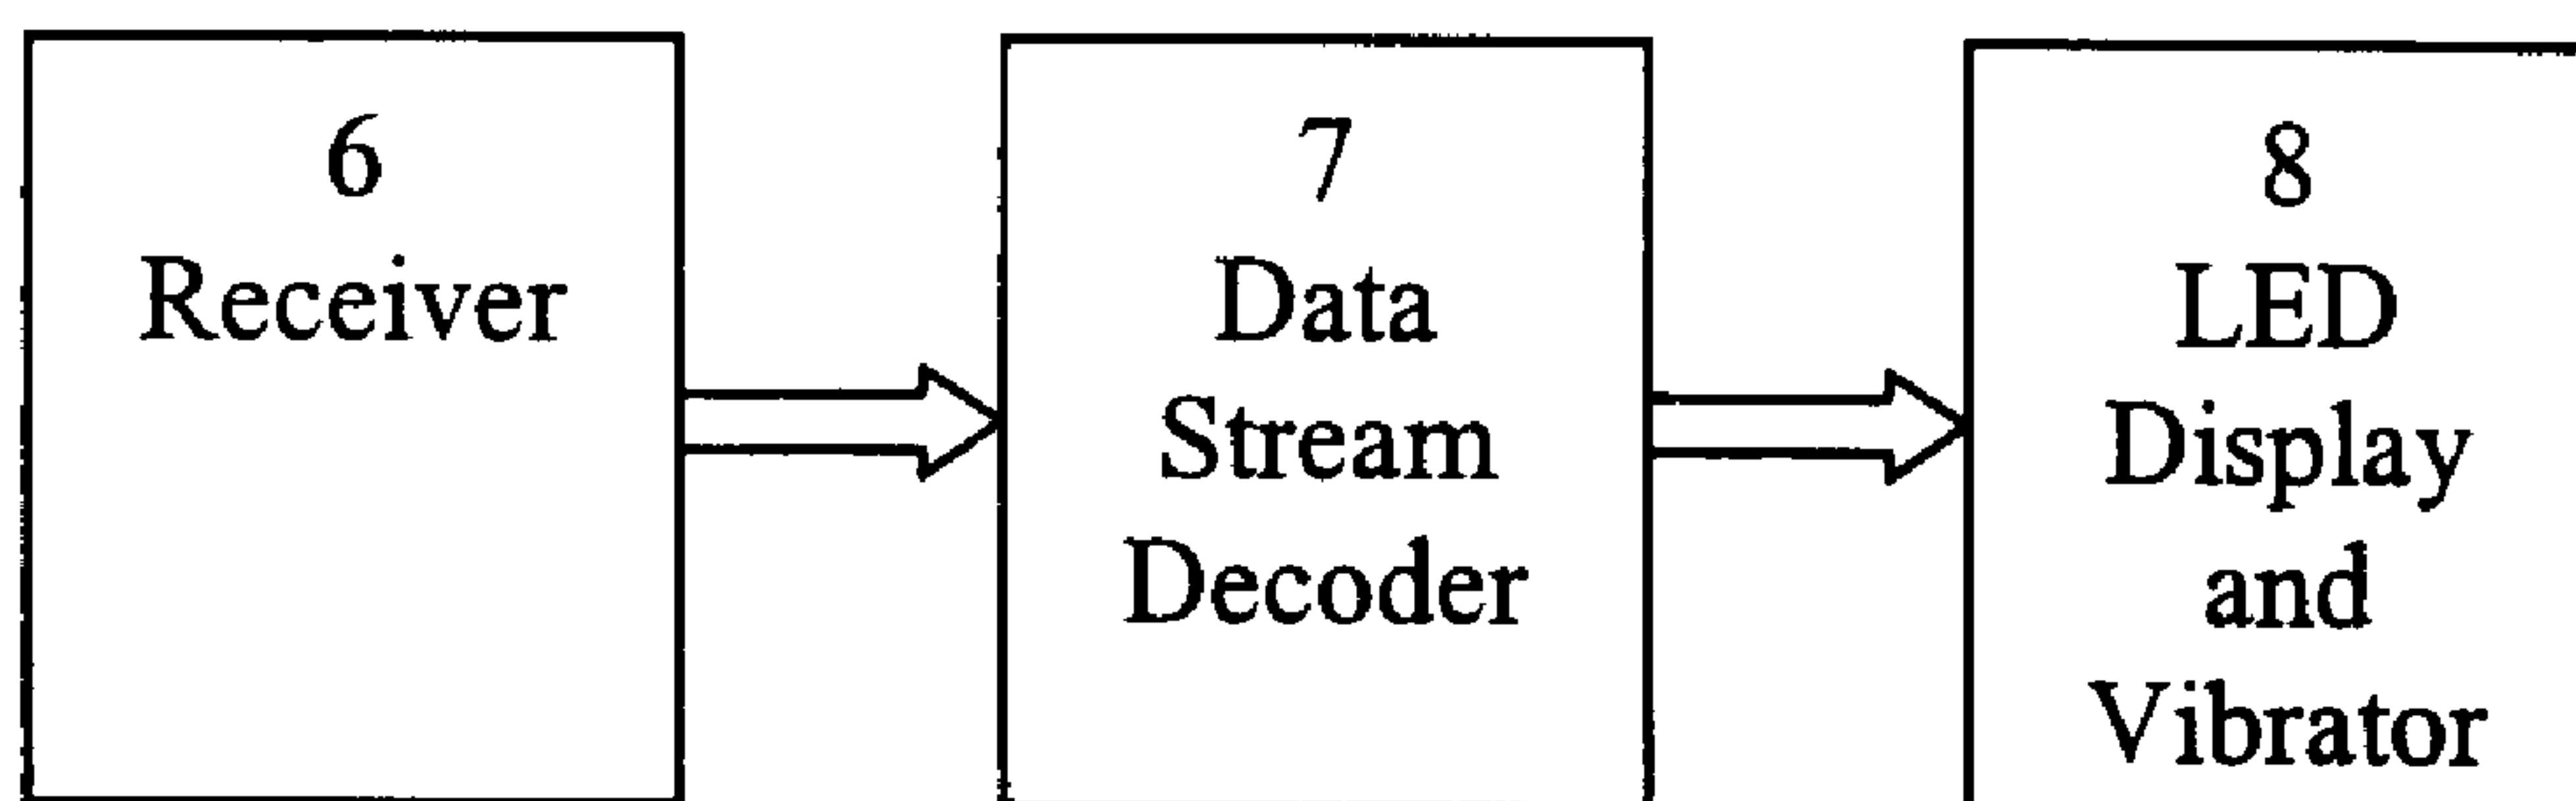 6
Receiver
7
Data
Stream
Decoder
8
LED
Display
and
Vibrator